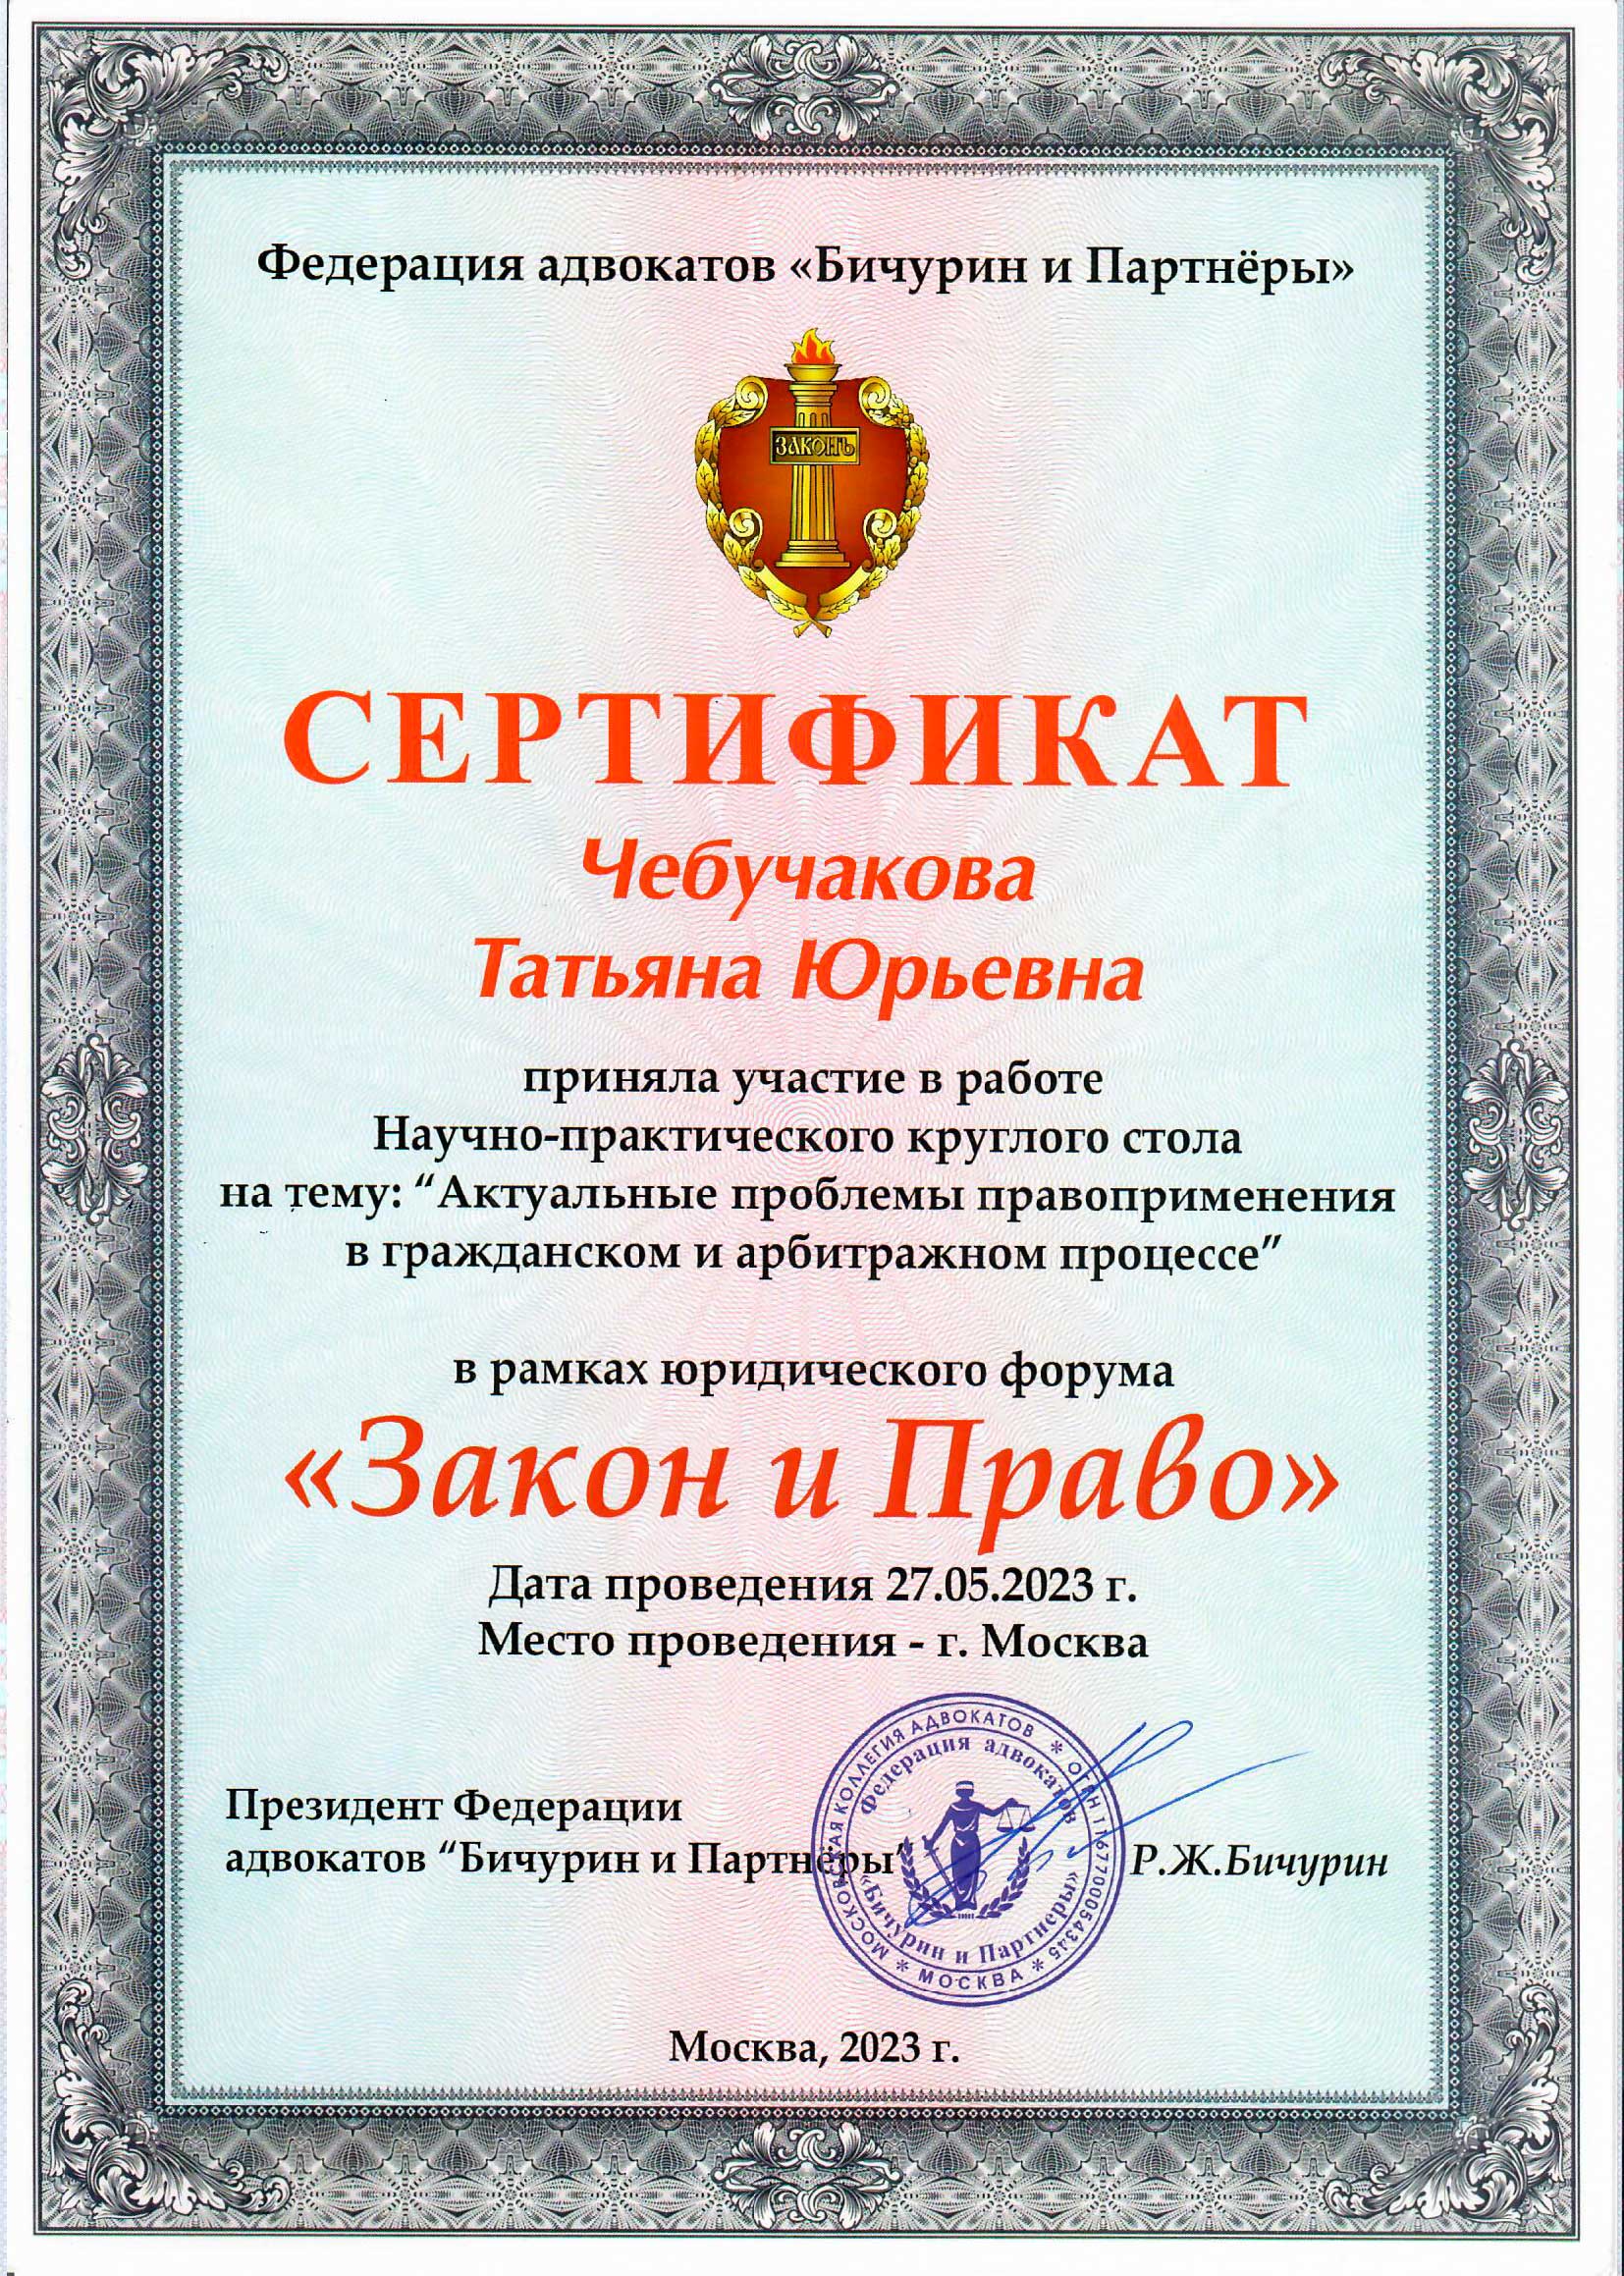 Федерация адвокатов «Бичурин и Партнёры»
ЗАКОНЪ
СЕРТИФИКАТ
Чебучакова
Татьяна Юрьевна
приняла участие в работе
Научно-практического круглого стола
на тему: “Актуальные проблемы правоприменения
в гражданском и арбитражном процессе”
в рамках юридического форума
«Закон и Право»
Дата проведения 27.05.2023 г.
Место проведения - г. Москва
Президент Федерации
адвокатов “Бичурин и Партнёры”
Р.Ж.Бичурин
МОСКОВСКАЯ КОЛЛЕГИЯ АДВОКАТОВ * ОГРН 1167700054345 * МОСКВА *
Федерация адвокатов
«Бичурин и Партнеры»
Москва, 2023 г.